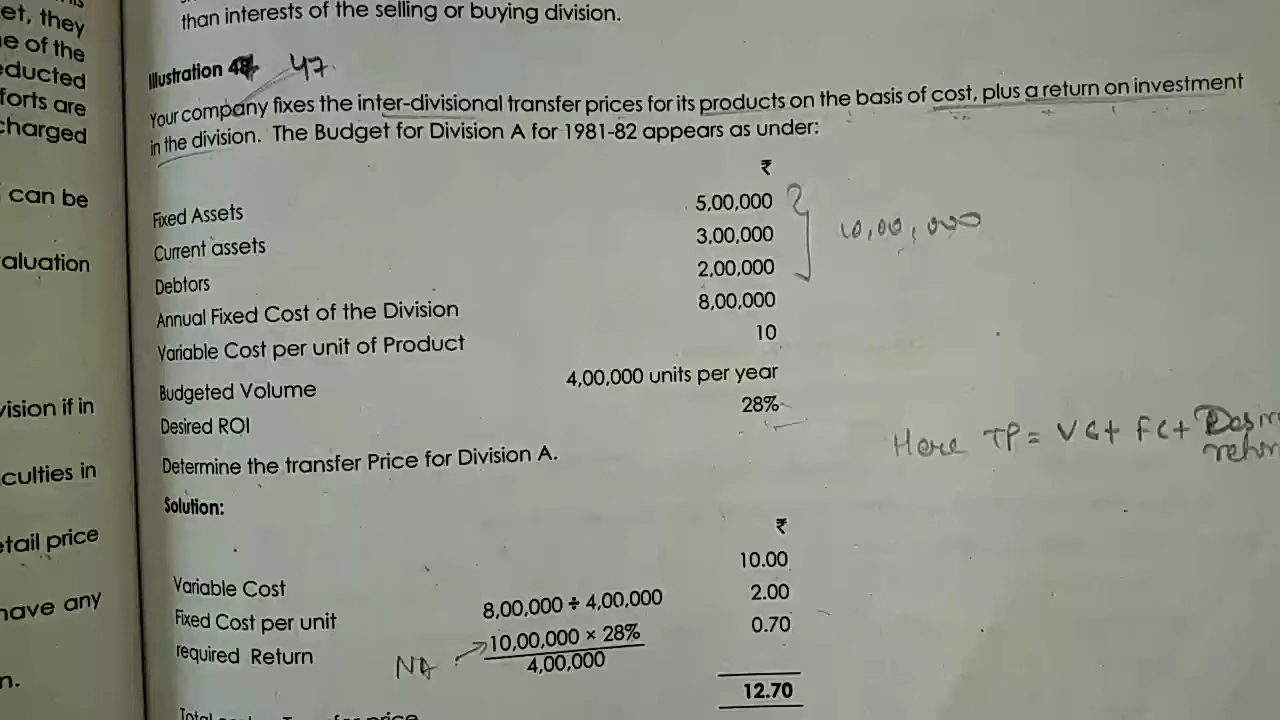 et, they
e of the
educted
forts are
charged
can be
aluation
vision if in
culties in
etail price
have any
n.
than interests of the selling or buying division.
Illustration 47
Your company fixes the inter-divisional transfer prices for its products on the basis of cost, plus a return on investment
in the division. The Budget for Division A for 1981-82 appears as under:
₹
Fixed Assets 5,00,000
Current assets 3,00,000
Debtors 2,00,000
10,00,000
Annual Fixed Cost of the Division 8,00,000
Variable Cost per unit of Product 10
Budgeted Volume 4,00,000 units per year
Desired ROI 28%
Here TP = VC + FC + Desir
retur
Determine the transfer Price for Division A.
Solution:
₹
Variable Cost 10.00
Fixed Cost per unit 8,00,000 ÷ 4,00,000 2.00
required Return 10,00,000 × 28% 0.70
4,00,000
NA
12.70